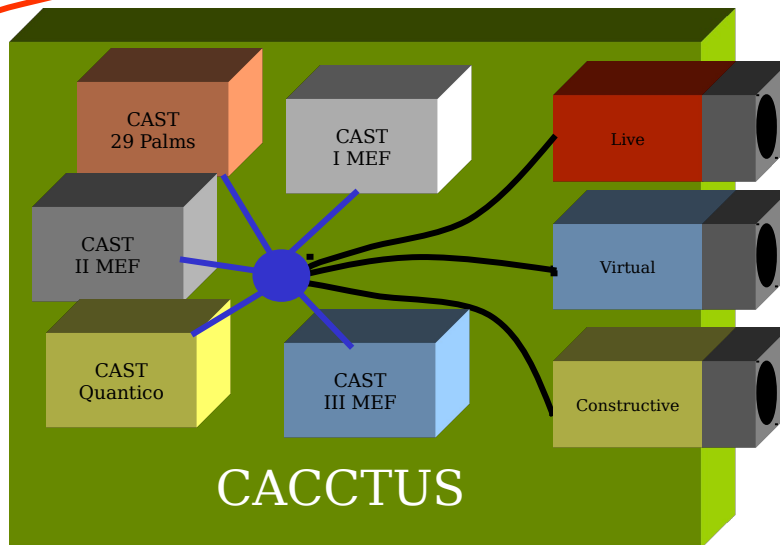 CAST
29 Palms
CAST
I MEF
Live
CAST
II MEF
Virtual
CAST
Quantico
CAST
III MEF
Constructive
CACCTUS